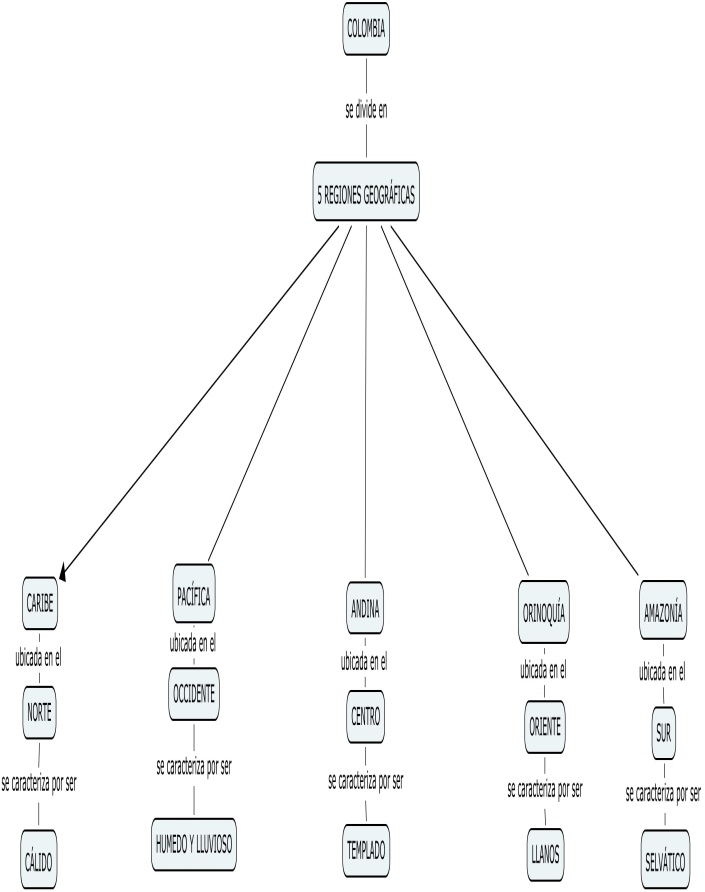 COLOMBIA
se divide en
5 REGIONES GEOGRÁFICAS
CARIBE
ubicada en el
NORTE
se caracteriza por ser
CÁLIDO
PACÍFICA
ubicada en el
OCCIDENTE
se caracteriza por ser
HUMEDO Y LLUVIOSO
ANDINA
ubicada en el
CENTRO
se caracteriza por ser
TEMPLADO
ORINOQUÍA
ubicada en el
ORIENTE
se caracteriza por ser
LLANOS
AMAZONÍA
ubicada en el
SUR
se caracteriza por ser
SELVÁTICO